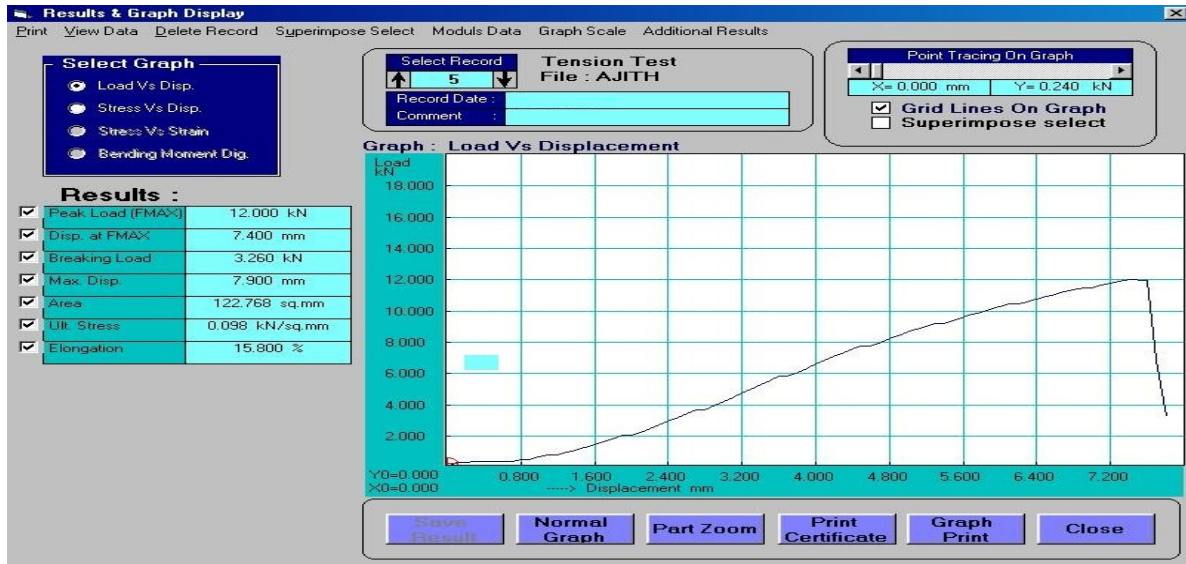 Results & Graph Display
Print View Data Delete Record Superimpose Select Moduls Data Graph Scale Additional Results
Select Graph
Load Vs Disp.
Stress Vs Disp.
Stress Vs Strain
Bending Moment Dig.
Select Record
5
Tension Test
File : AJITH
Record Date :
Comment :
Point Tracing On Graph
X= 0.000 mm Y= 0.240 kN
Grid Lines On Graph
Superimpose select
Results :
Peak Load (FMAX) 12.000 kN
Disp. at FMAX 7.400 mm
Breaking Load 3.260 kN
Max. Disp. 7.900 mm
Area 122.768 sq.mm
Ult. Stress 0.098 kN/sq.mm
Elongation 15.800 %
Graph : Load Vs Displacement
Load
kN
18.000
16.000
14.000
12.000
10.000
8.000
6.000
4.000
2.000
Y0=0.000 0.800 1.600 2.400 3.200 4.000 4.800 5.600 6.400 7.200
X0=0.000 ----> Displacement mm
Save Result
Normal Graph
Part Zoom
Print Certificate
Graph Print
Close